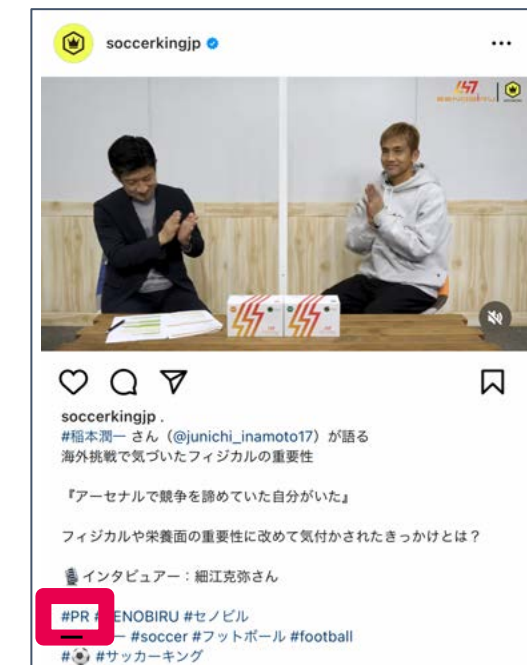 soccerkingjp
SENOBIRU
soccerkingjp .
#稲本潤一 さん（@junichi_inamoto17）が語る
海外挑戦で気づいたフィジカルの重要性
『アーセナルで競争を諦めていた自分がいた』
フィジカルや栄養面の重要性に改めて気付かされたきっかけとは？
🎙️インタビュアー：細江克弥さん
#PR ENOBIRU #セノビル
ー #soccer #フットボール #football
#⚽️ #サッカーキング